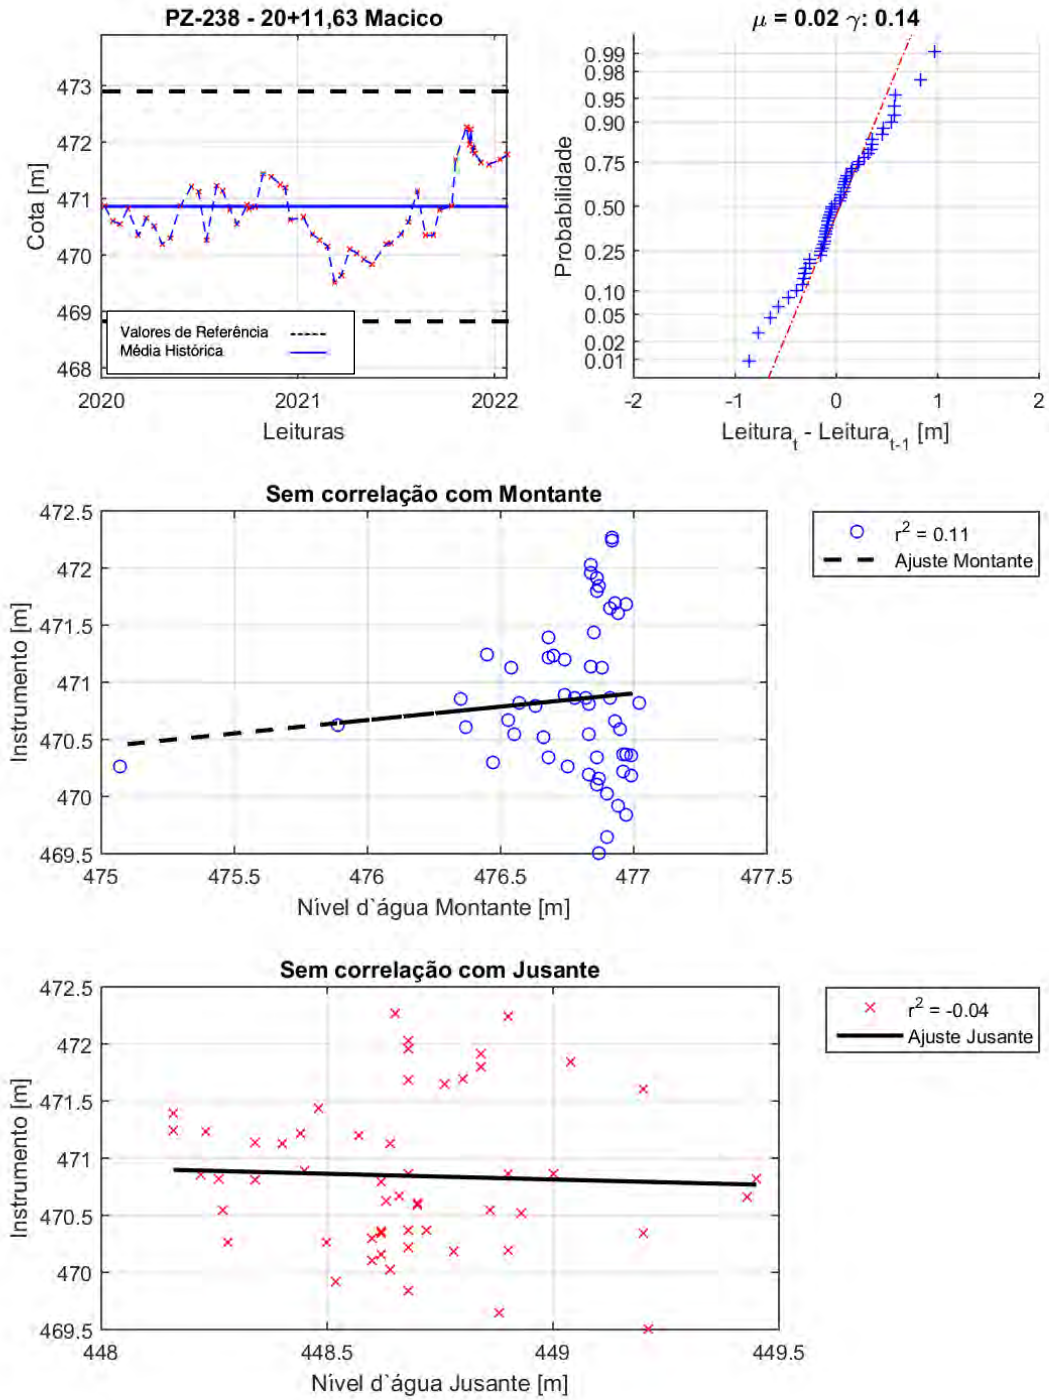 PZ-238 - 20+11,63 Macico
473
472
471
470
469
468
Cota [m]
Valores de Referência
Média Histórica
2020
2021
2022
Leituras
μ = 0.02 γ: 0.14
0.99
0.98
0.95
0.90
0.75
0.50
0.25
0.10
0.05
0.02
0.01
Probabilidade
-2
-1
0
1
2
Leitura_t - Leitura_t-1 [m]
Sem correlação com Montante
472.5
472
471.5
471
470.5
470
469.5
Instrumento [m]
475
475.5
476
476.5
477
477.5
Nível d`água Montante [m]
r² = 0.11
Ajuste Montante
Sem correlação com Jusante
472.5
472
471.5
471
470.5
470
469.5
Instrumento [m]
448
448.5
449
449.5
Nível d`água Jusante [m]
r² = -0.04
Ajuste Jusante